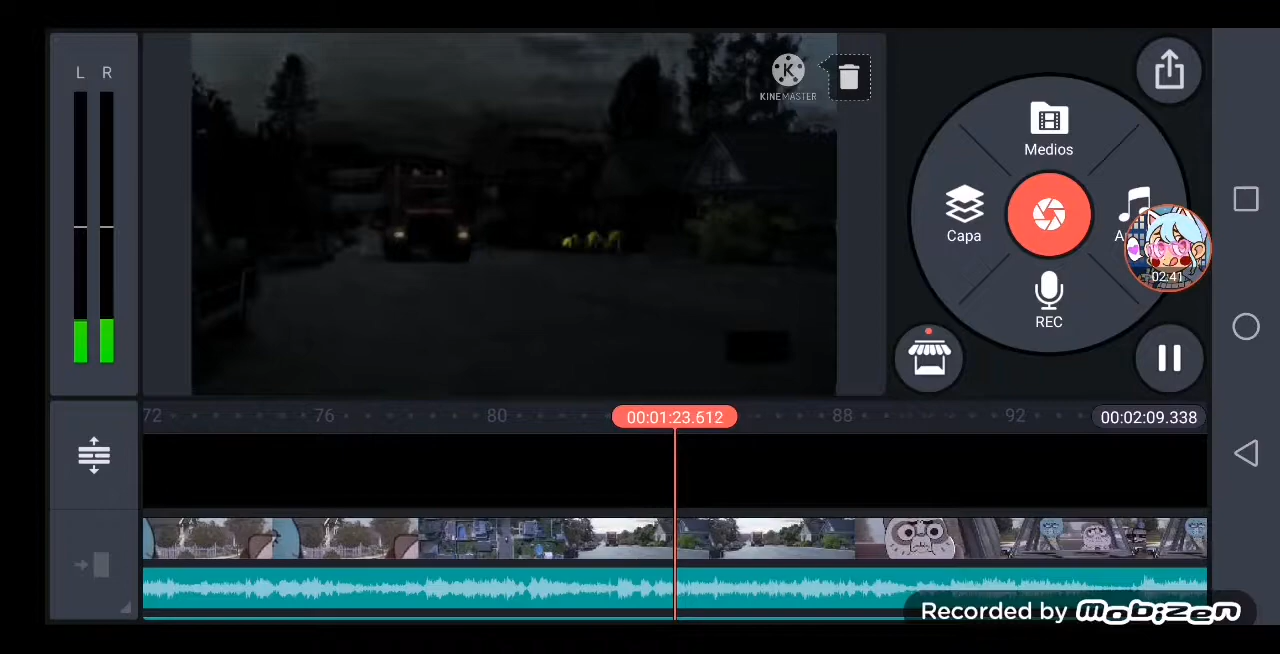 L R
KINEMASTER
Medios
Capa
REC
02:41
72 76 80 00:01:23.612 88 92 00:02:09.338
Recorded by mobizen